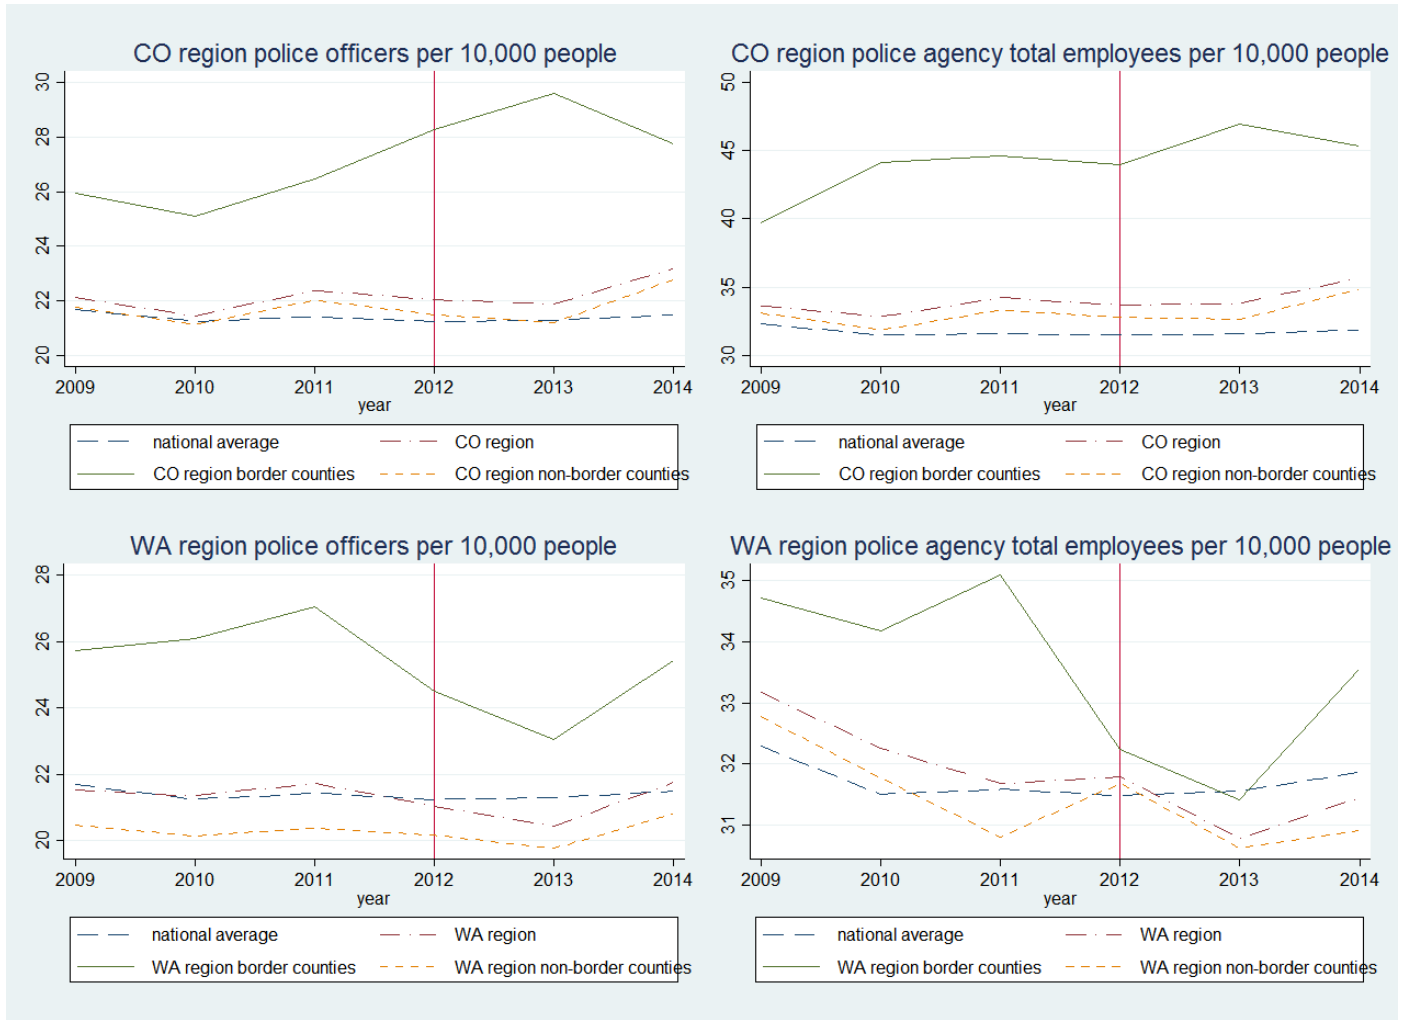 CO region police officers per 10,000 people
30
28
26
24
22
20
2009 2010 2011 2012 2013 2014
year
national average CO region
CO region border counties CO region non-border counties
CO region police agency total employees per 10,000 people
50
45
40
35
30
2009 2010 2011 2012 2013 2014
year
national average CO region
CO region border counties CO region non-border counties
WA region police officers per 10,000 people
28
26
24
22
20
2009 2010 2011 2012 2013 2014
year
national average WA region
WA region border counties WA region non-border counties
WA region police agency total employees per 10,000 people
35
34
33
32
31
2009 2010 2011 2012 2013 2014
year
national average WA region
WA region border counties WA region non-border counties